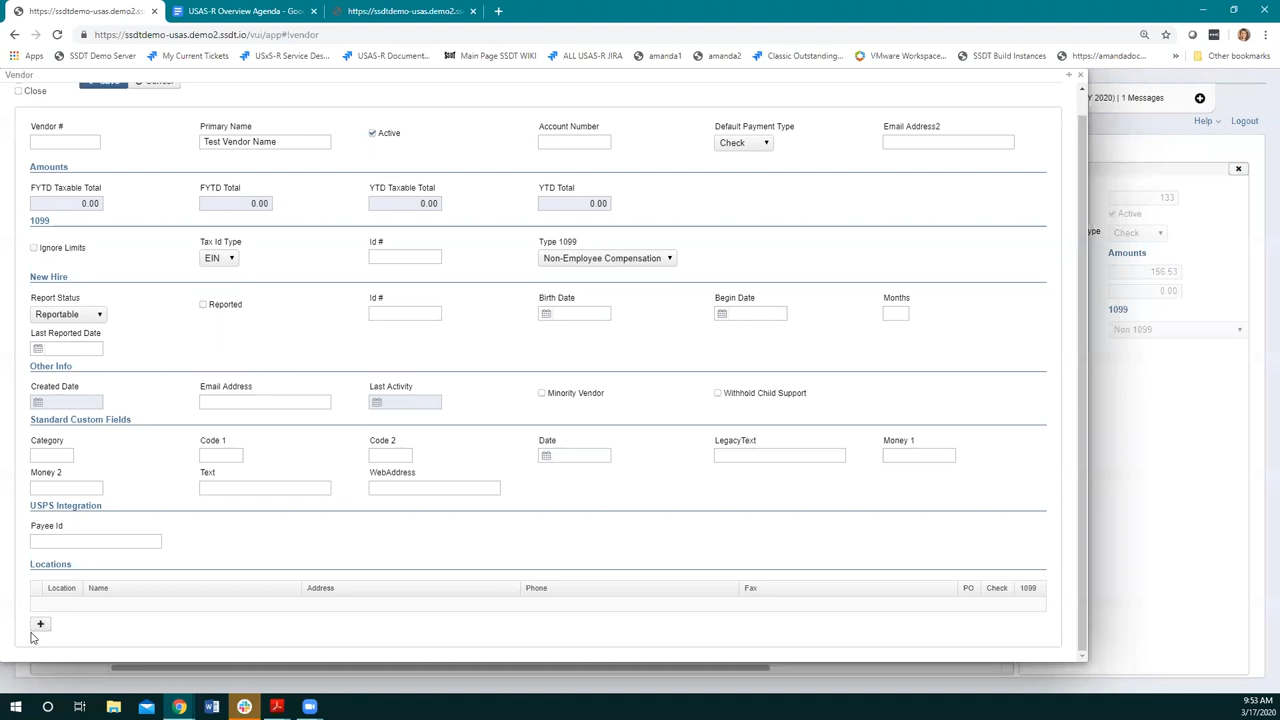 https://ssdtdemo-usas.demo2.ssdt.io
USAS-R Overview Agenda - Goo
https://ssdtdemo-usas.demo2.ssdt.io
https://ssdtdemo-usas.demo2.ssdt.io/vui/app#!vendor
Apps
SSDT Demo Server
My Current Tickets
USxS-R Service Des...
USAS-R Document...
Main Page SSDT WIKI
ALL USAS-R JIRA
amanda1
amanda2
Classic Outstanding...
VMware Workspace...
SSDT Build Instances
https://amandadoc...
Other bookmarks
Vendor
Close
Y 2020) | 1 Messages
Help
Logout
Vendor #
Primary Name
Active
Account Number
Default Payment Type
Email Address2
Test Vendor Name
Check
Amounts
FYTD Taxable Total
FYTD Total
YTD Taxable Total
YTD Total
0.00
0.00
0.00
0.00
1099
Ignore Limits
Tax Id Type
Id #
Type 1099
EIN
Non-Employee Compensation
New Hire
Report Status
Reported
Id #
Birth Date
Begin Date
Months
Reportable
Last Reported Date
Other Info
Created Date
Email Address
Last Activity
Minority Vendor
Withhold Child Support
Standard Custom Fields
Category
Code 1
Code 2
Date
LegacyText
Money 1
Money 2
Text
WebAddress
USPS Integration
Payee Id
Locations
Location
Name
Address
Phone
Fax
PO
Check
1099
133
Active
ype
Check
Amounts
156.53
0.00
1099
Non 1099
9:53 AM
3/17/2020